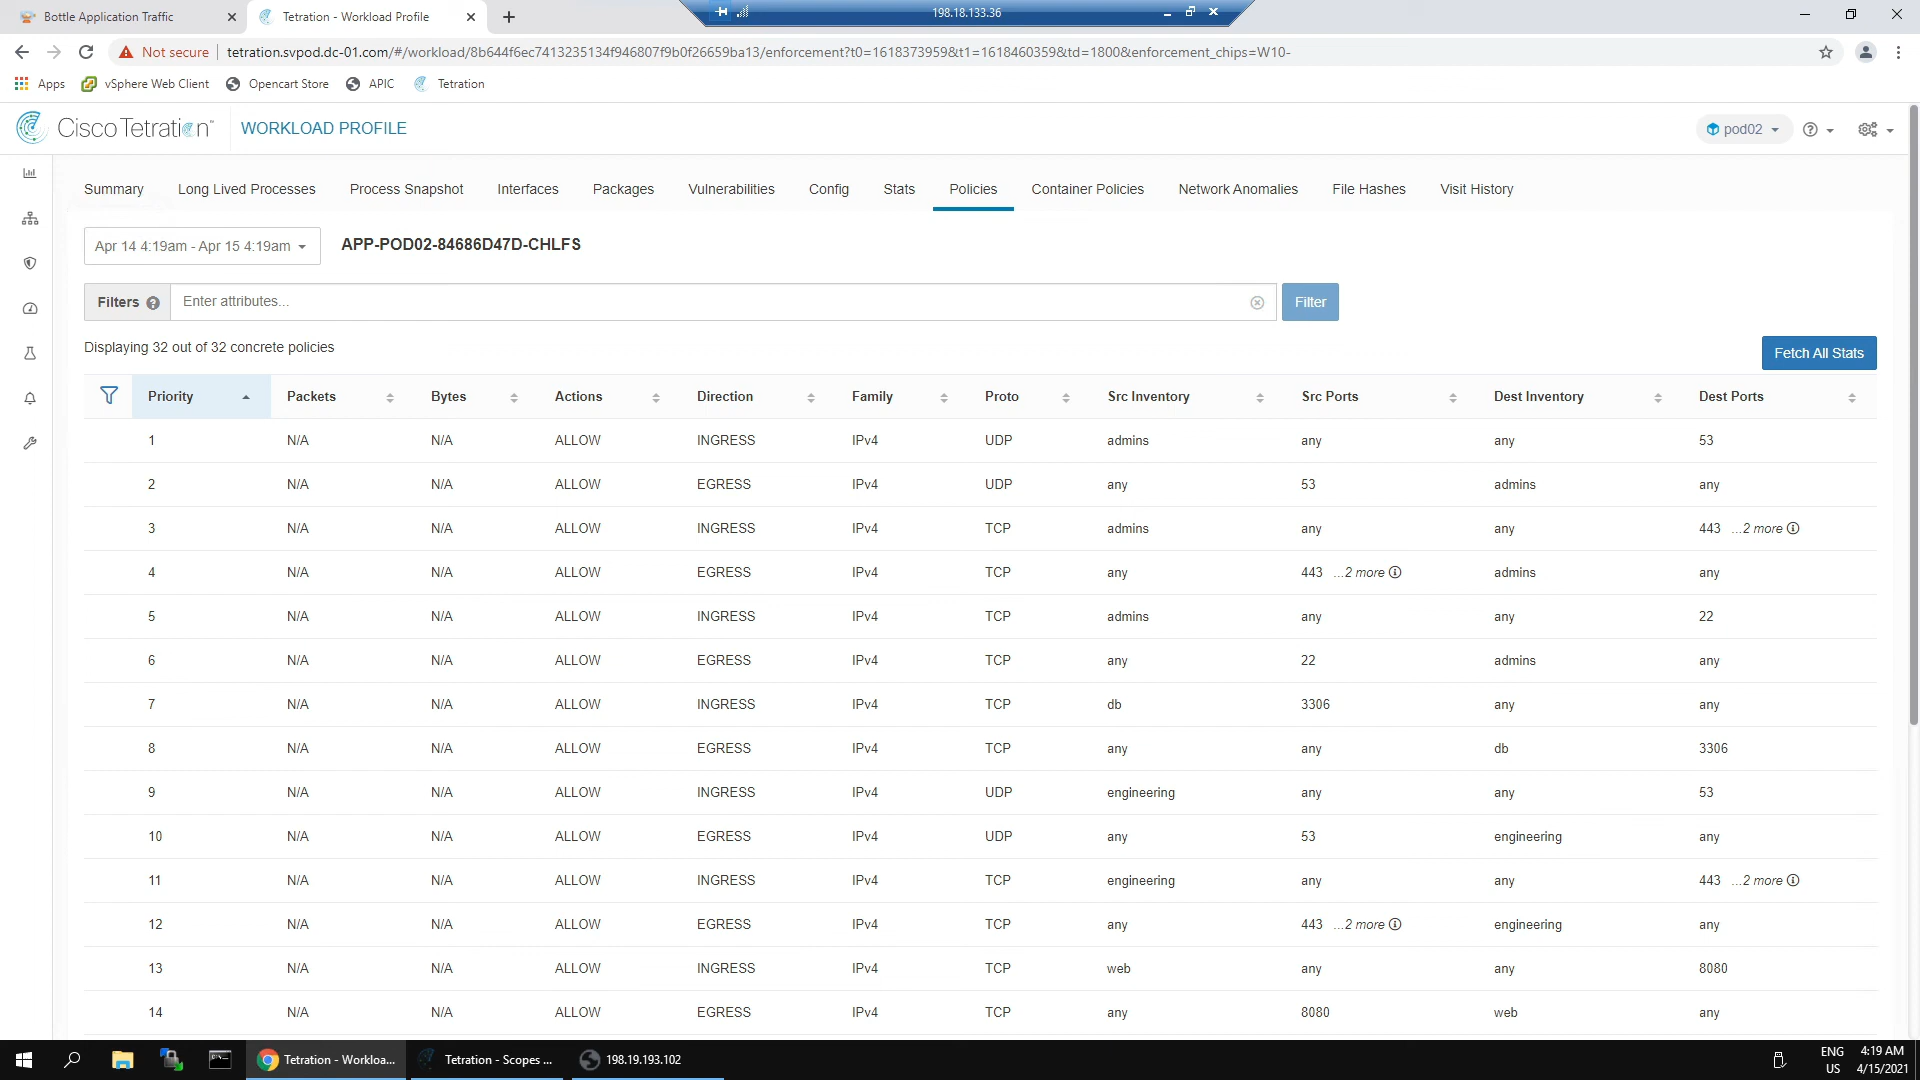 Bottle Application Traffic
Tetration - Workload Profile
198.18.133.36
Not secure
tetration.svpod.dc-01.com/#/workload/8b644f6ec7413235134f946807f9b0f26659ba13/enforcement?t0=1618373959&t1=1618460359&td=1800&enforcement_chips=W10-
Apps vSphere Web Client Opencart Store APIC Tetration
Cisco Tetration™ WORKLOAD PROFILE pod02
Summary Long Lived Processes Process Snapshot Interfaces Packages Vulnerabilities Config Stats Policies Container Policies Network Anomalies File Hashes Visit History
Apr 14 4:19am - Apr 15 4:19am APP-POD02-84686D47D-CHLFS
Filters Enter attributes... Filter
Displaying 32 out of 32 concrete policies
Fetch All Stats
Priority Packets Bytes Actions Direction Family Proto Src Inventory Src Ports Dest Inventory Dest Ports
1 N/A N/A ALLOW INGRESS IPv4 UDP admins any any 53
2 N/A N/A ALLOW EGRESS IPv4 UDP any 53 admins any
3 N/A N/A ALLOW INGRESS IPv4 TCP admins any any 443 ...2 more
4 N/A N/A ALLOW EGRESS IPv4 TCP any 443 ...2 more admins any
5 N/A N/A ALLOW INGRESS IPv4 TCP admins any any 22
6 N/A N/A ALLOW EGRESS IPv4 TCP any 22 admins any
7 N/A N/A ALLOW INGRESS IPv4 TCP db 3306 any any
8 N/A N/A ALLOW EGRESS IPv4 TCP any any db 3306
9 N/A N/A ALLOW INGRESS IPv4 UDP engineering any any 53
10 N/A N/A ALLOW EGRESS IPv4 UDP any 53 engineering any
11 N/A N/A ALLOW INGRESS IPv4 TCP engineering any any 443 ...2 more
12 N/A N/A ALLOW EGRESS IPv4 TCP any 443 ...2 more engineering any
13 N/A N/A ALLOW INGRESS IPv4 TCP web any any 8080
14 N/A N/A ALLOW EGRESS IPv4 TCP any 8080 web any
Tetration - Workloa... Tetration - Scopes ... 198.19.193.102
ENG 4:19 AM
US 4/15/2021